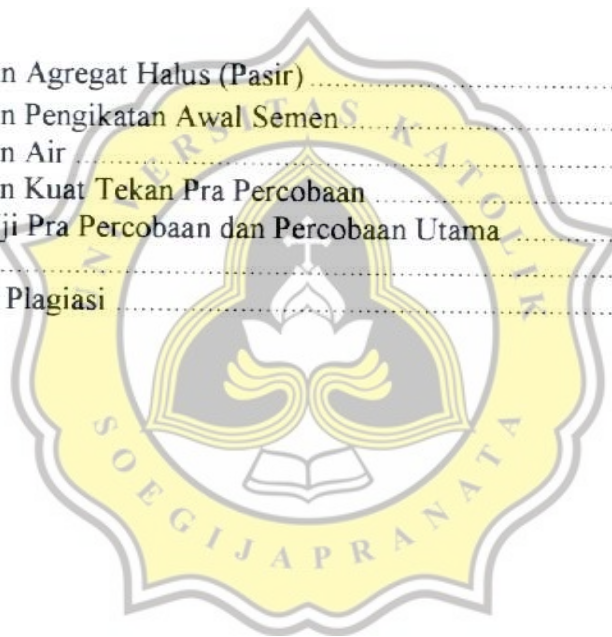 n Agregat Halus (Pasir)
n Pengikatan Awal Semen
n Air
n Kuat Tekan Pra Percobaan
ji Pra Percobaan dan Percobaan Utama
Plagiasi
UNIVERSITAS KATOLIK
SOEGIJAPRANATA